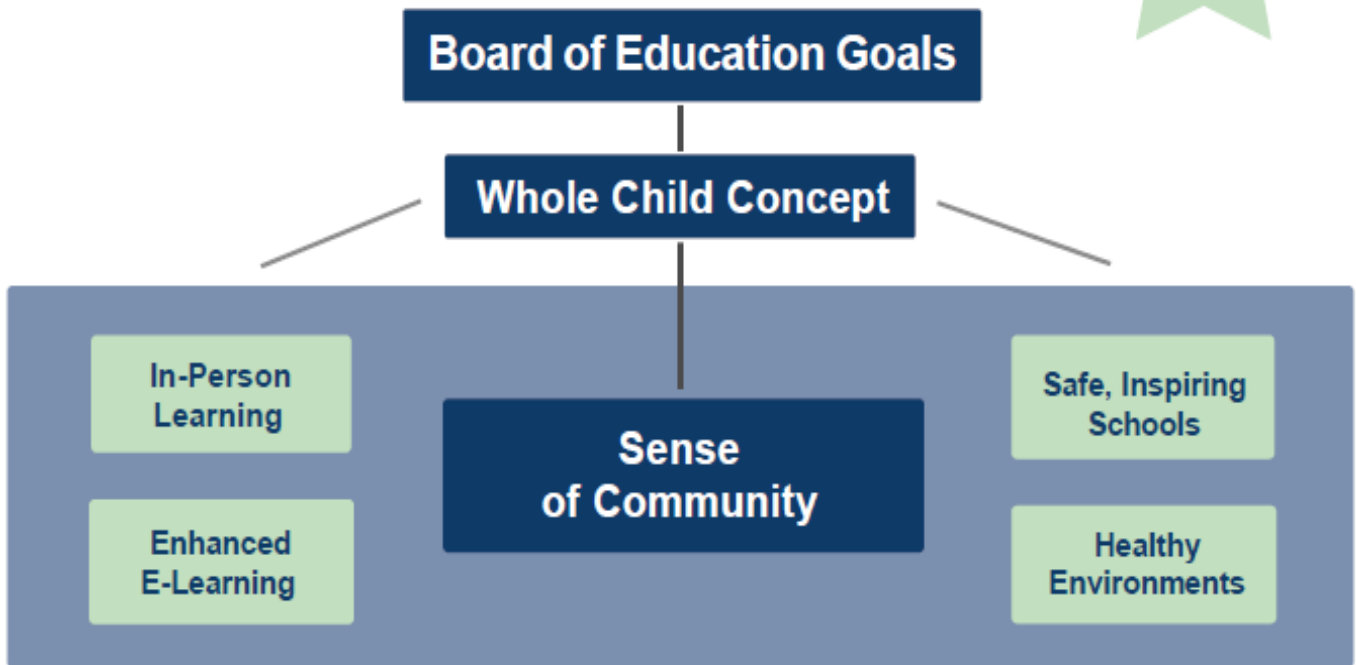 Board of Education Goals
Whole Child Concept
In-Person
Learning
Enhanced
E-Learning
Sense
of Community
Safe, Inspiring
Schools
Healthy
Environments